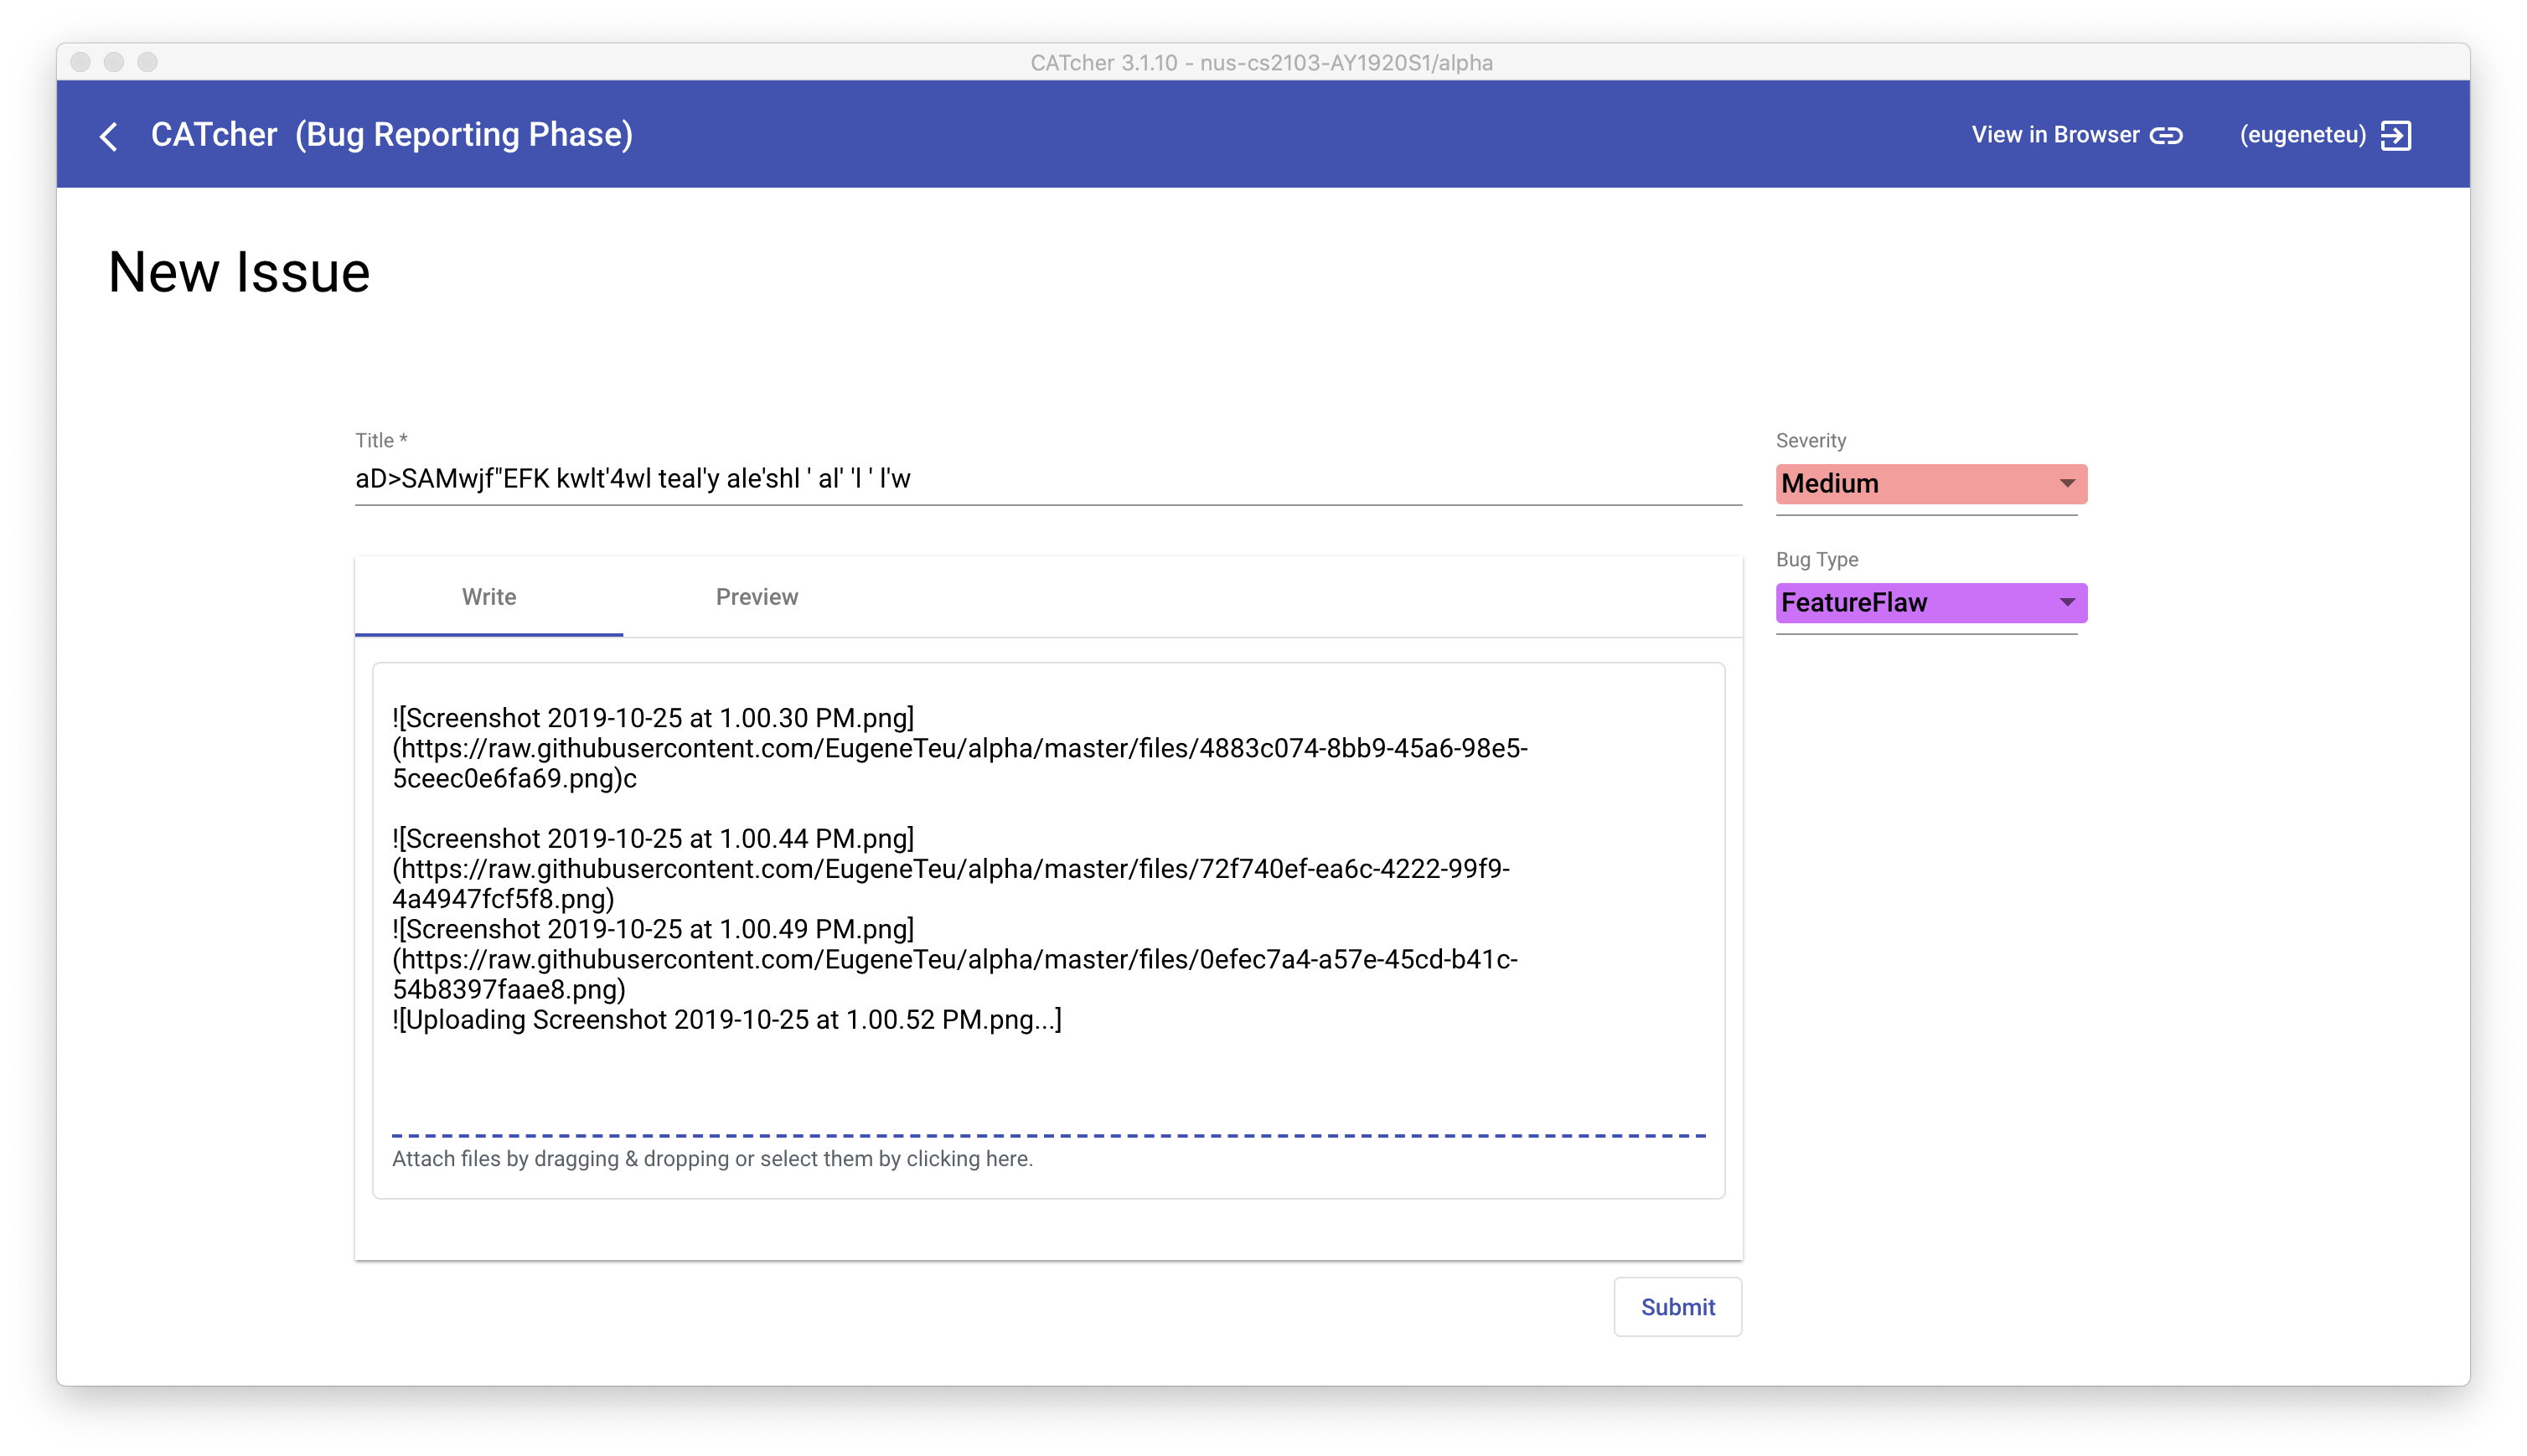 CATcher 3.1.10 - nus-cs2103-AY1920S1/alpha
CATcher (Bug Reporting Phase)
View in Browser
(eugeneteu)
New Issue
Title *
aD>SAMwjf"EFK kwlt'4wl teal'y ale'shl ' al' 'l ' l'w
Severity
Medium
Bug Type
FeatureFlaw
Write
Preview
![Screenshot 2019-10-25 at 1.00.30 PM.png]
(https://raw.githubusercontent.com/EugeneTeu/alpha/master/files/4883c074-8bb9-45a6-98e5-
5ceec0e6fa69.png)c
![Screenshot 2019-10-25 at 1.00.44 PM.png]
(https://raw.githubusercontent.com/EugeneTeu/alpha/master/files/72f740ef-ea6c-4222-99f9-
4a4947fcf5f8.png)
![Screenshot 2019-10-25 at 1.00.49 PM.png]
(https://raw.githubusercontent.com/EugeneTeu/alpha/master/files/0efec7a4-a57e-45cd-b41c-
54b8397faae8.png)
![Uploading Screenshot 2019-10-25 at 1.00.52 PM.png...]
Attach files by dragging & dropping or select them by clicking here.
Submit